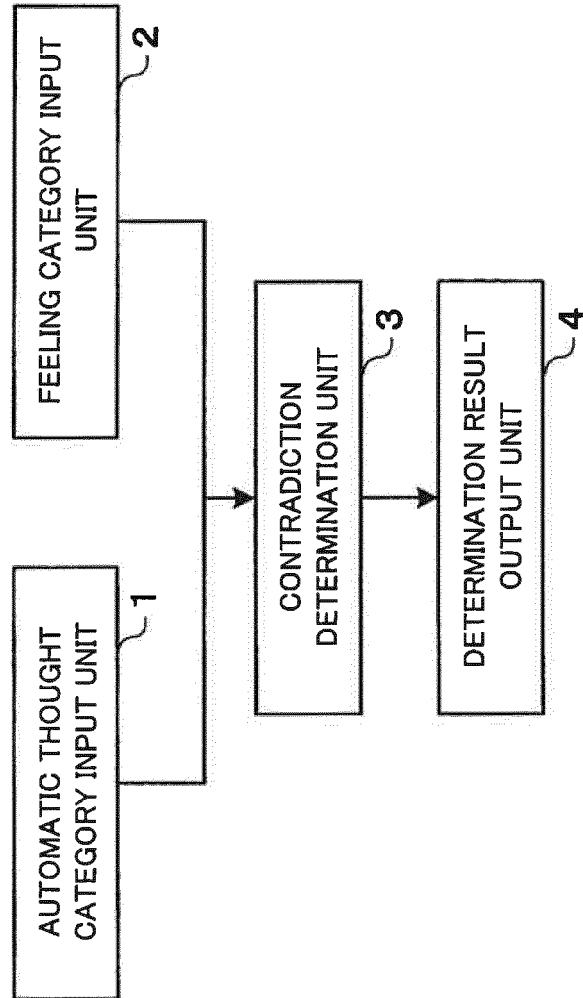 AUTOMATIC THOUGHT
CATEGORY INPUT UNIT
1
FEELING CATEGORY INPUT
UNIT
2
CONTRADICTION
DETERMINATION UNIT
3
DETERMINATION RESULT
OUTPUT UNIT
4